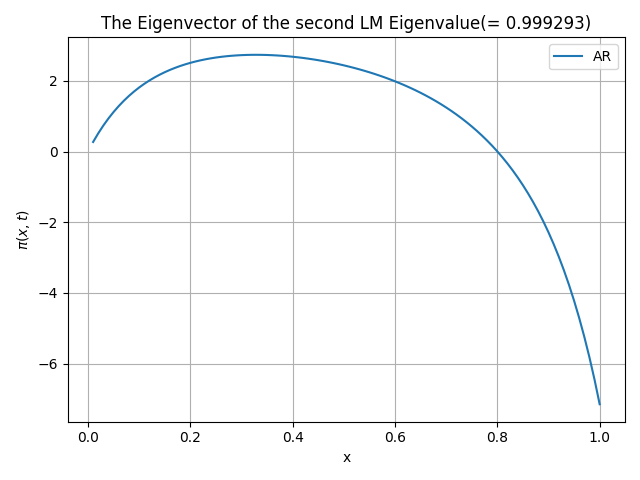 The Eigenvector of the second LM Eigenvalue(= 0.999293)
AR
2
0
−2
−4
−6
π(x, t)
0.0 0.2 0.4 0.6 0.8 1.0
x